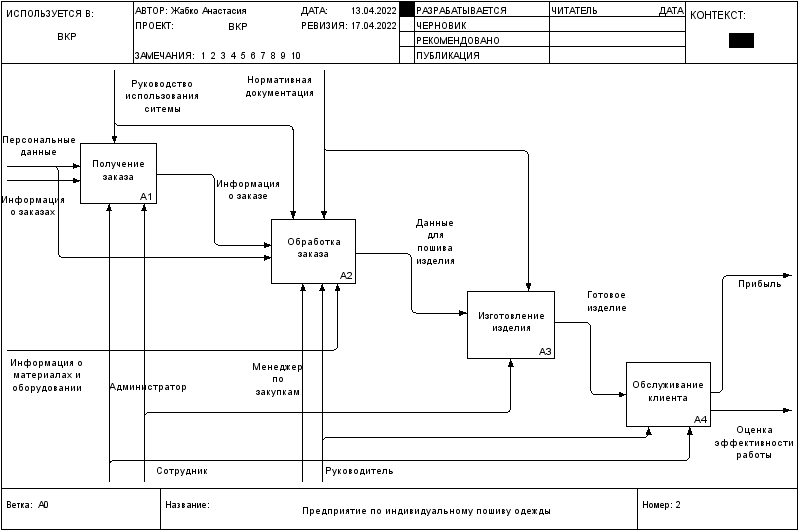 ИСПОЛЬЗУЕТСЯ В:
ВКР
АВТОР: Жабко Анастасия
ДАТА: 13.04.2022
ПРОЕКТ: ВКР
РЕВИЗИЯ: 17.04.2022
ЗАМЕЧАНИЯ: 1 2 3 4 5 6 7 8 9 10
РАЗРАБАТЫВАЕТСЯ
ЧЕРНОВИК
РЕКОМЕНДОВАНО
ПУБЛИКАЦИЯ
ЧИТАТЕЛЬ
ДАТА
КОНТЕКСТ:
Руководство
использования
ситемы
Нормативная
документация
Персональные
данные
Получение
заказа
A1
Информация
о заказах
Информация
о заказе
Обработка
заказа
A2
Данные
для
пошива
изделия
Прибыль
Готовое
изделие
Изготовление
изделия
A3
Информация о
материалах и
оборудовании
Администратор
Менеджер
по
закупкам
Обслуживание
клиента
A4
Оценка
эффективности
работы
Сотрудник
Руководитель
Ветка: A0
Название:
Предприятие по индивидуальному пошиву одежды
Номер: 2